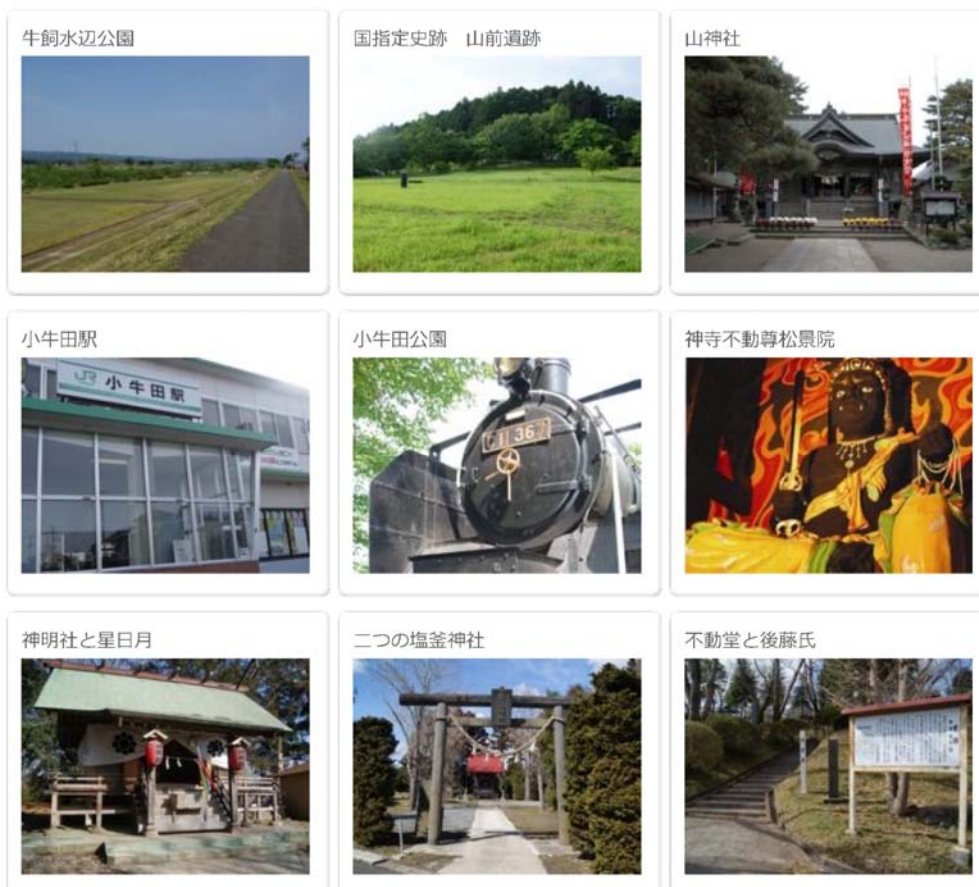 牛飼水辺公園
国指定史跡　山前遺跡
山神社
小牛田駅
小牛田公園
神寺不動尊松景院
JR 小牛田駅
C11 367
神明社と星日月
二つの塩釜神社
不動堂と後藤氏